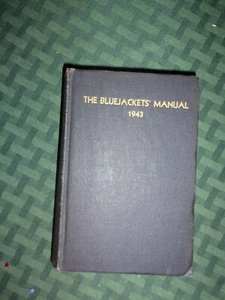 THE BLUEJACKETS' MANUAL
1943